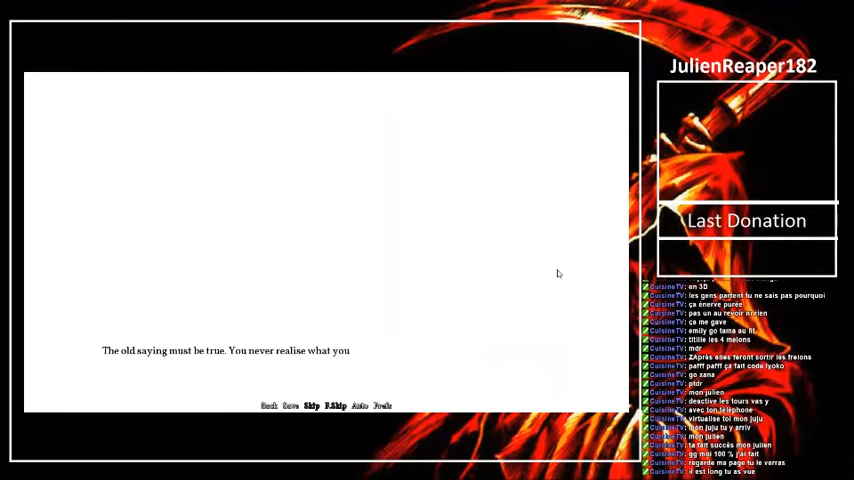 JulienReaper182
Last Donation
CuisineTV: en 3D
CuisineTV: les gens partent tu ne sais pas pourquoi
CuisineTV: ça énerve purée
CuisineTV: pas un au revoir ni rien
CuisineTV: ça me gave
CuisineTV: emily go tama au lit
CuisineTV: titille les 4 melons
CuisineTV: mdr
CuisineTV: ZAprés elles feront sortir les frelons
CuisineTV: pafff pafff ça fait code lyoko
CuisineTV: go zana
CuisineTV: ptdr
CuisineTV: mon julien
CuisineTV: deactive les tours vas y
CuisineTV: avec ton téléphone
CuisineTV: virtualise toi mon juju
CuisineTV: mon juju tu y arriv
CuisineTV: mon julien
CuisineTV: ta fait succès mon julien
CuisineTV: gg moi 100 % j'ai fait
CuisineTV: regarde ma page tu le verras
CuisineTV: il est long tu as vue
The old saying must be true. You never realise what you
Back Save Skip F.Skip Auto Prefs